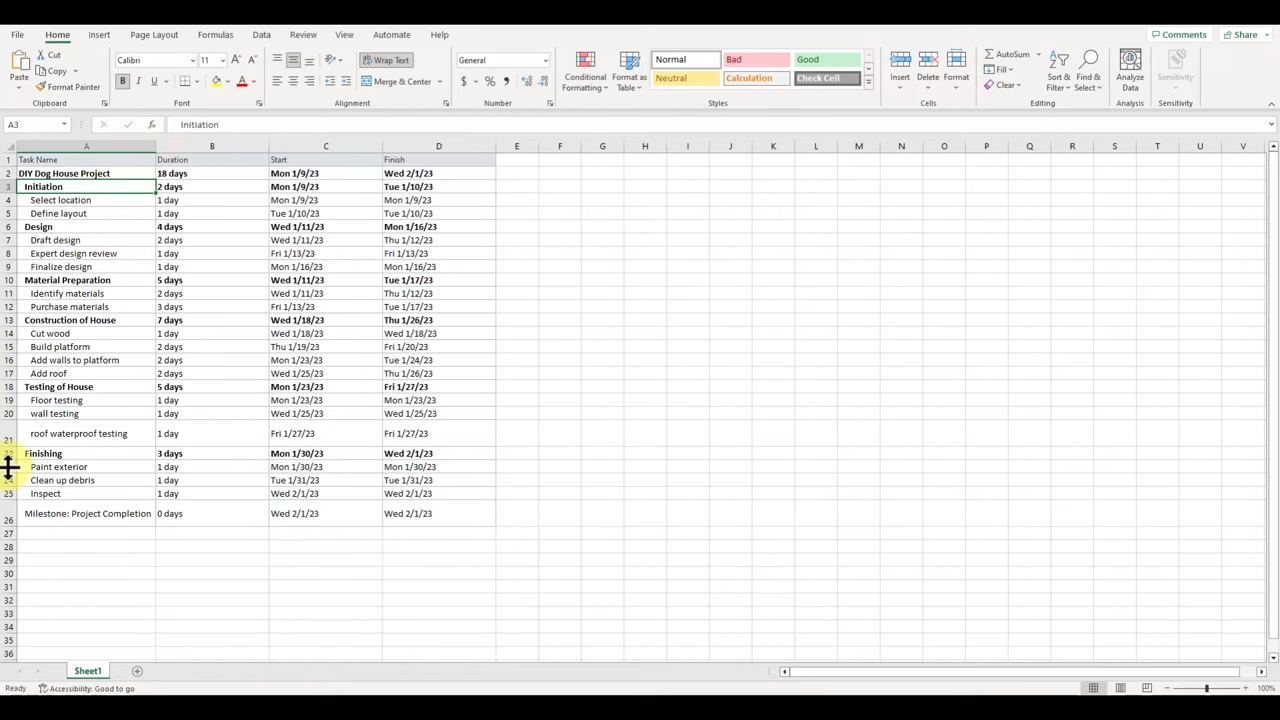 File Home Insert Page Layout Formulas Data Review View Automate Help Comments Share
Paste Cut Copy Format Painter Calibri 11 B I U Wrap Text Merge & Center General $ % Conditional Formatting Format as Table Normal Bad Good Neutral Calculation Check Cell Insert Delete Format AutoSum Fill Clear Sort & Filter Find & Select Analyze Data Sensitivity
Clipboard Font Alignment Number Styles Cells Editing Analysis Sensitivity
A3 fx Initiation
A B C D E F G H I J K L M N O P Q R S T U V
1 Task Name Duration Start Finish
2 DIY Dog House Project 18 days Mon 1/9/23 Wed 2/1/23
3 Initiation 2 days Mon 1/9/23 Tue 1/10/23
4 Select location 1 day Mon 1/9/23 Mon 1/9/23
5 Define layout 1 day Tue 1/10/23 Tue 1/10/23
6 Design 4 days Wed 1/11/23 Mon 1/16/23
7 Draft design 2 days Wed 1/11/23 Thu 1/12/23
8 Expert design review 1 day Fri 1/13/23 Fri 1/13/23
9 Finalize design 1 day Mon 1/16/23 Mon 1/16/23
10 Material Preparation 5 days Wed 1/11/23 Tue 1/17/23
11 Identify materials 2 days Wed 1/11/23 Thu 1/12/23
12 Purchase materials 3 days Fri 1/13/23 Tue 1/17/23
13 Construction of House 7 days Wed 1/18/23 Thu 1/26/23
14 Cut wood 1 day Wed 1/18/23 Wed 1/18/23
15 Build platform 2 days Thu 1/19/23 Fri 1/20/23
16 Add walls to platform 2 days Mon 1/23/23 Tue 1/24/23
17 Add roof 2 days Wed 1/25/23 Thu 1/26/23
18 Testing of House 5 days Mon 1/23/23 Fri 1/27/23
19 Floor testing 1 day Mon 1/23/23 Mon 1/23/23
20 wall testing 1 day Wed 1/25/23 Wed 1/25/23
21 roof waterproof testing 1 day Fri 1/27/23 Fri 1/27/23
22 Finishing 3 days Mon 1/30/23 Wed 2/1/23
Paint exterior 1 day Mon 1/30/23 Mon 1/30/23
24 Clean up debris 1 day Tue 1/31/23 Tue 1/31/23
25 Inspect 1 day Wed 2/1/23 Wed 2/1/23
26 Milestone: Project Completion 0 days Wed 2/1/23 Wed 2/1/23
27
28
29
30
31
32
33
34
35
36
Sheet1
Ready Accessibility: Good to go 100%